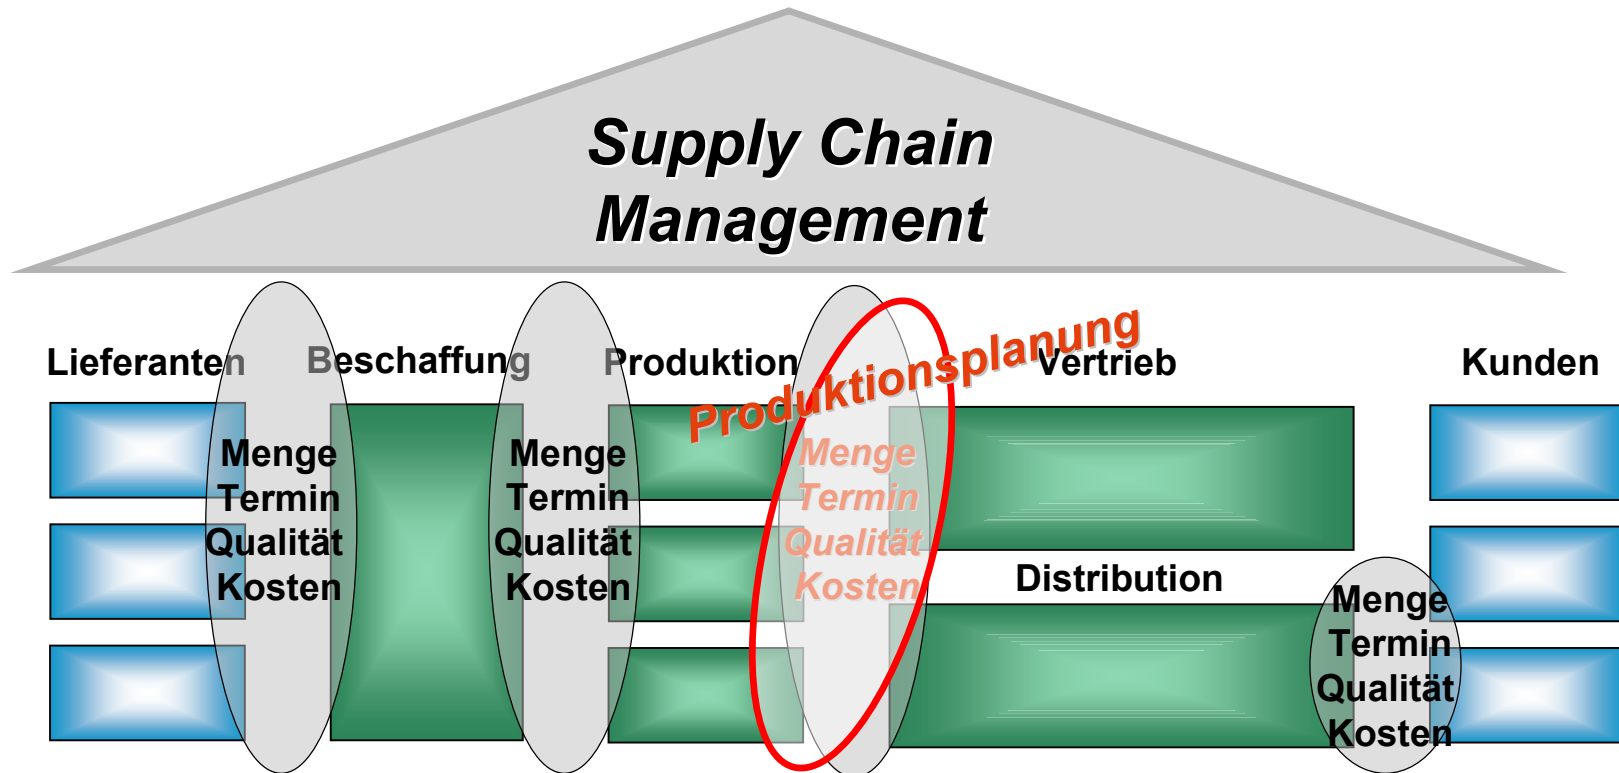 Supply Chain
Management
Lieferanten
Beschaffung
Produktion
Produktionsplanung
Vertrieb
Kunden
Menge
Termin
Qualität
Kosten
Menge
Termin
Qualität
Kosten
Menge
Termin
Qualität
Kosten
Distribution
Menge
Termin
Qualität
Kosten